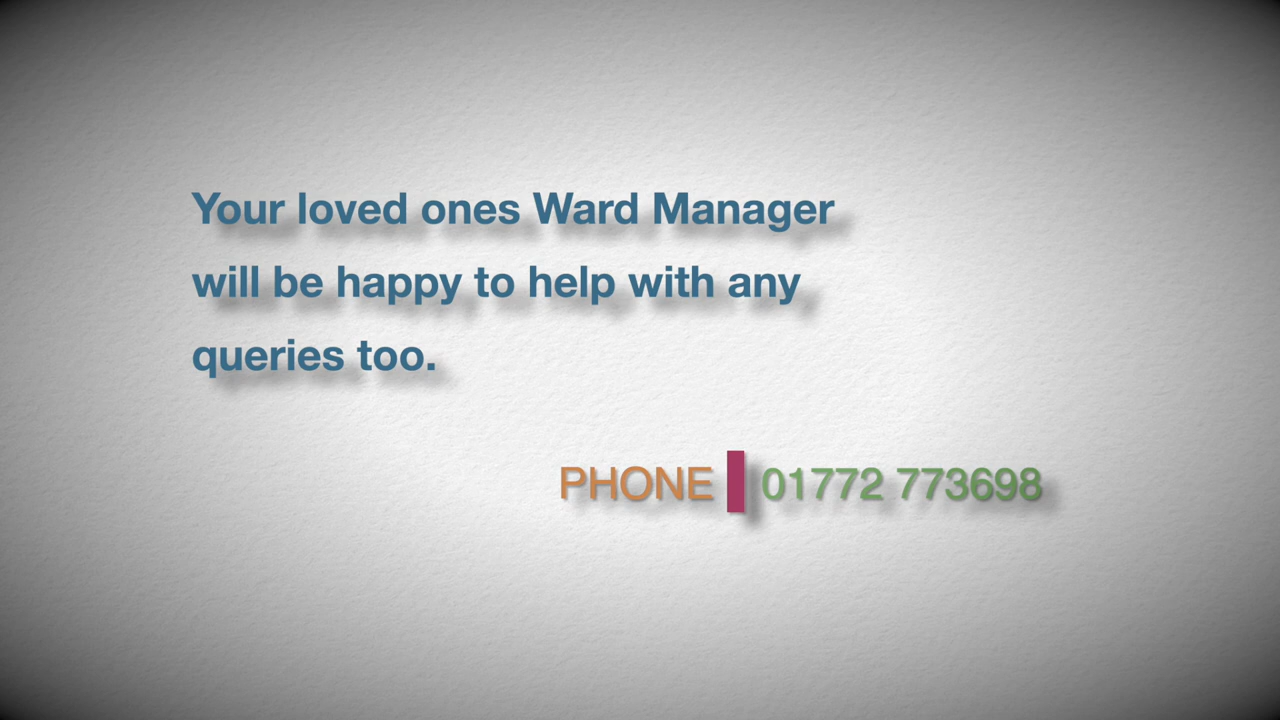 Your loved ones Ward Manager
will be happy to help with any
queries too.
PHONE 01772 773698